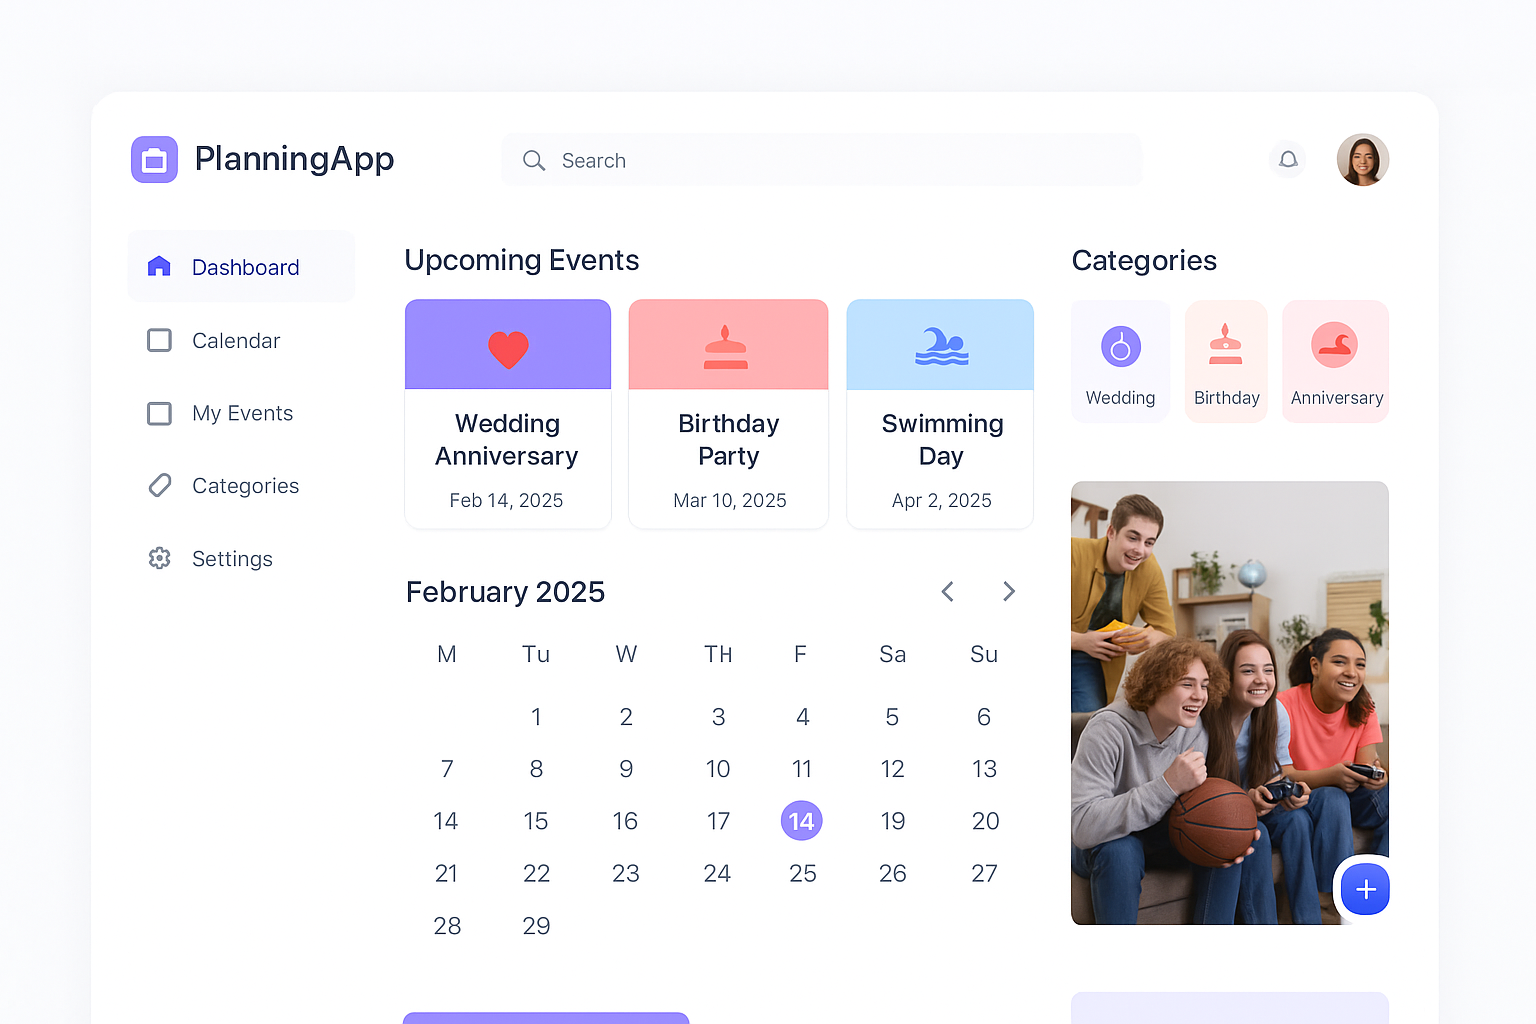 PlanningApp
Search
Dashboard
Calendar
My Events
Categories
Settings
Upcoming Events
Wedding
Anniversary
Feb 14, 2025
Birthday
Party
Mar 10, 2025
Swimming
Day
Apr 2, 2025
Categories
Wedding
Birthday
Anniversary
February 2025
M Tu W TH F Sa Su
1 2 3 4 5 6
7 8 9 10 11 12 13
14 15 16 17 14 19 20
21 22 23 24 25 26 27
28 29